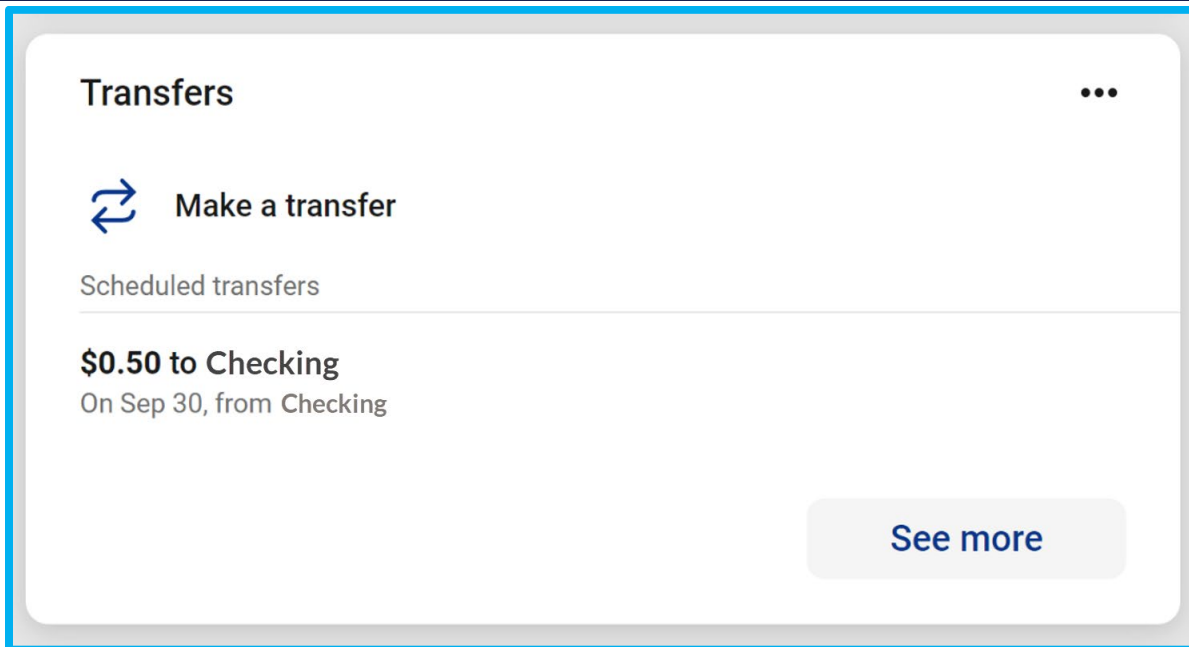 Transfers
Make a transfer
Scheduled transfers
$0.50 to Checking
On Sep 30, from Checking
See more